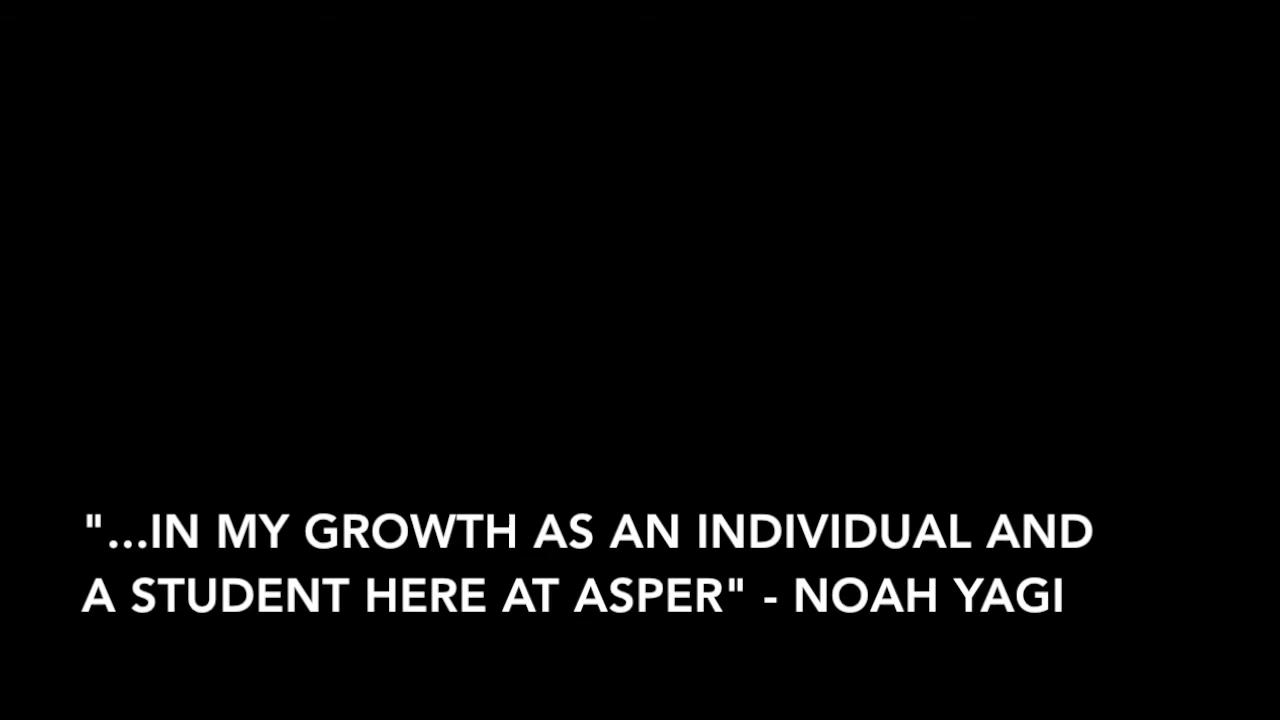 "...IN MY GROWTH AS AN INDIVIDUAL AND
A STUDENT HERE AT ASPER" - NOAH YAGI